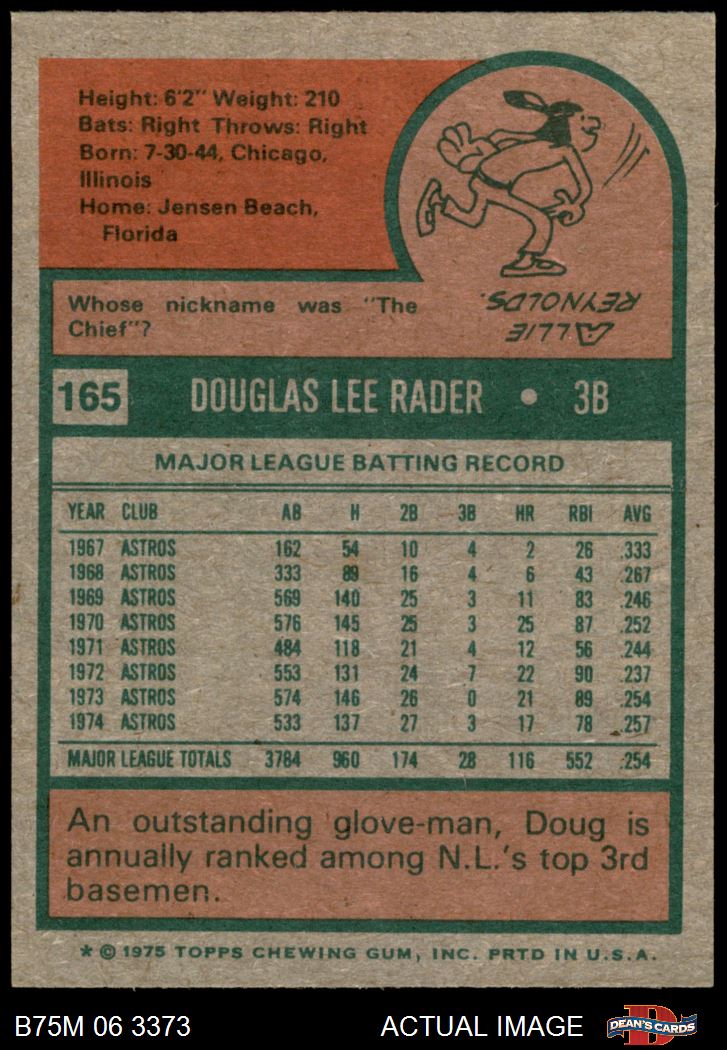 Height: 6'2" Weight: 210
Bats: Right Throws: Right
Born: 7-30-44, Chicago,
Illinois
Home: Jensen Beach,
Florida
Whose nickname was "The
Chief"?
ALLIE
REYNOLDS.
165 DOUGLAS LEE RADER • 3B
MAJOR LEAGUE BATTING RECORD
YEAR CLUB AB H 2B 3B HR RBI AVG
1967 ASTROS 162 54 10 4 2 26 .333
1968 ASTROS 333 89 16 4 6 43 .267
1969 ASTROS 569 140 25 3 11 83 .246
1970 ASTROS 576 145 25 3 25 87 .252
1971 ASTROS 484 118 21 4 12 56 .244
1972 ASTROS 553 131 24 7 22 90 .237
1973 ASTROS 574 146 26 0 21 89 .254
1974 ASTROS 533 137 27 3 17 78 .257
MAJOR LEAGUE TOTALS 3784 960 174 28 116 552 .254
An outstanding glove-man, Doug is
annually ranked among N.L.'s top 3rd
basemen.
* © 1975 TOPPS CHEWING GUM, INC. PRTD IN U.S.A.
B75M 06 3373 ACTUAL IMAGE DEAN'S CARDS